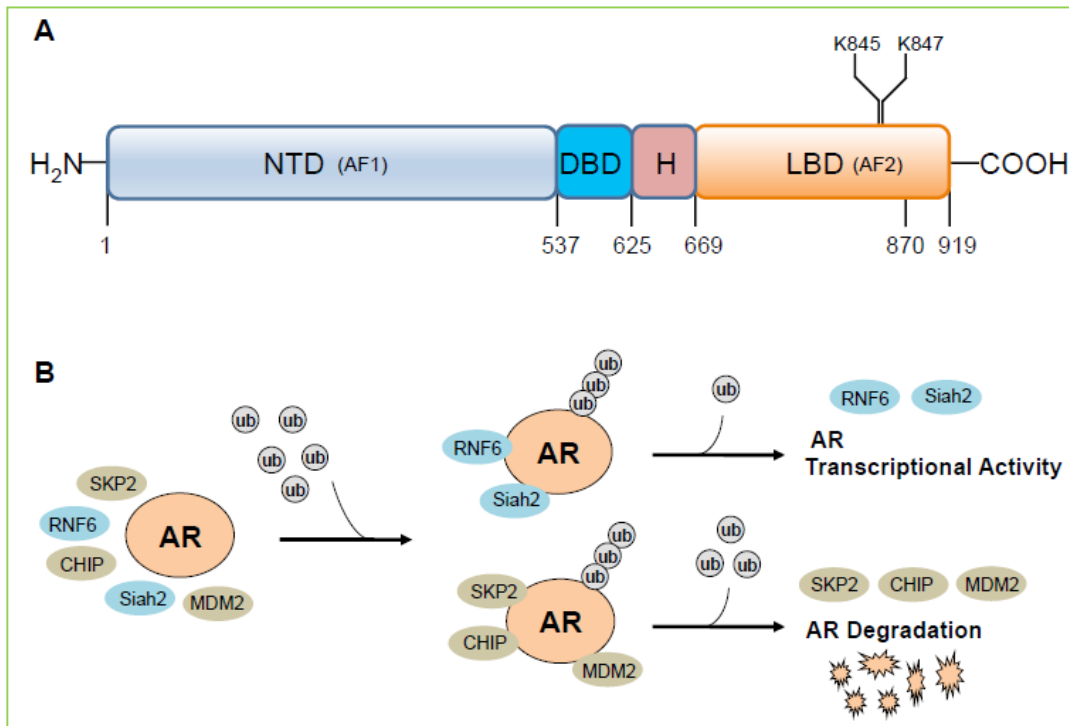 A
K845 K847
H2N NTD (AF1) DBD H LBD (AF2) COOH
1 537 625 669 870 919
B
ub ub ub ub ub
SKP2
RNF6
CHIP
Siah2
MDM2
AR
ub ub ub
RNF6
Siah2
AR
ub
RNF6 Siah2
AR
Transcriptional Activity
ub ub ub
SKP2
CHIP
MDM2
AR
ub ub ub
SKP2 CHIP MDM2
AR Degradation